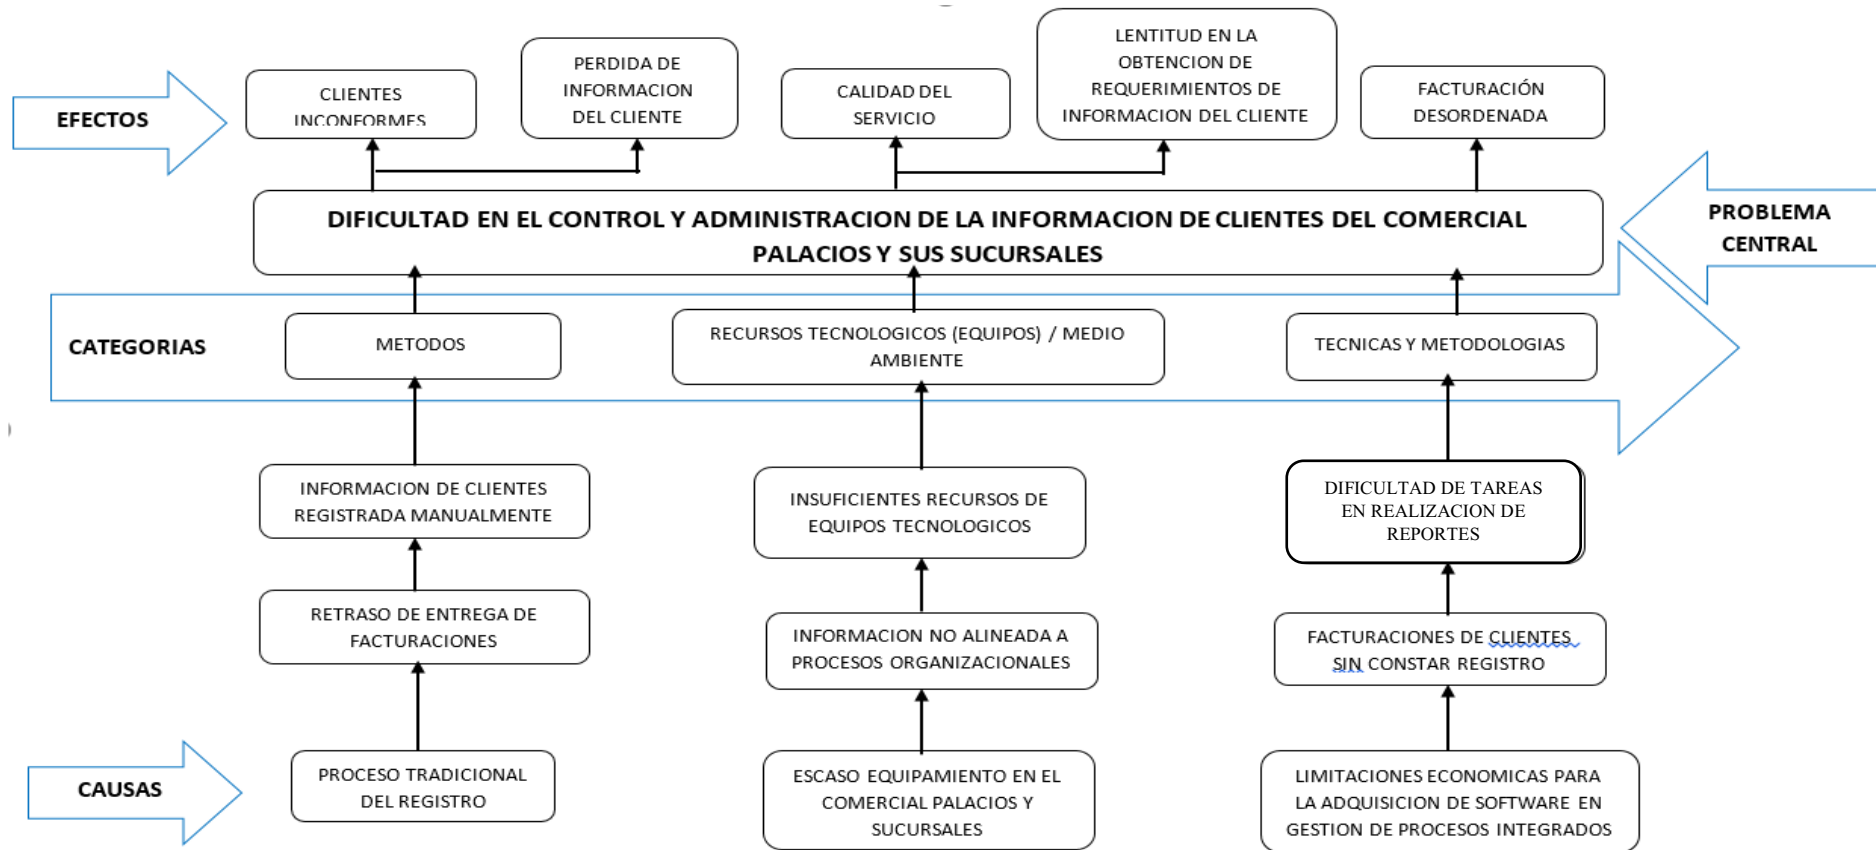 EFECTOS
CLIENTES
INCONFORMES
PERDIDA DE
INFORMACION
DEL CLIENTE
CALIDAD DEL
SERVICIO
LENTITUD EN LA
OBTENCION DE
REQUERIMIENTOS DE
INFORMACION DEL CLIENTE
FACTURACIÓN
DESORDENADA
DIFICULTAD EN EL CONTROL Y ADMINISTRACION DE LA INFORMACION DE CLIENTES DEL COMERCIAL
PALACIOS Y SUS SUCURSALES
PROBLEMA
CENTRAL
CATEGORIAS
METODOS
RECURSOS TECNOLOGICOS (EQUIPOS) / MEDIO
AMBIENTE
TECNICAS Y METODOLOGIAS
INFORMACION DE CLIENTES
REGISTRADA MANUALMENTE
INSUFICIENTES RECURSOS DE
EQUIPOS TECNOLOGICOS
DIFICULTAD DE TAREAS
EN REALIZACION DE
REPORTES
RETRASO DE ENTREGA DE
FACTURACIONES
INFORMACION NO ALINEADA A
PROCESOS ORGANIZACIONALES
FACTURACIONES DE CLIENTES
SIN CONSTAR REGISTRO
CAUSAS
PROCESO TRADICIONAL
DEL REGISTRO
ESCASO EQUIPAMIENTO EN EL
COMERCIAL PALACIOS Y
SUCURSALES
LIMITACIONES ECONOMICAS PARA
LA ADQUISICION DE SOFTWARE EN
GESTION DE PROCESOS INTEGRADOS